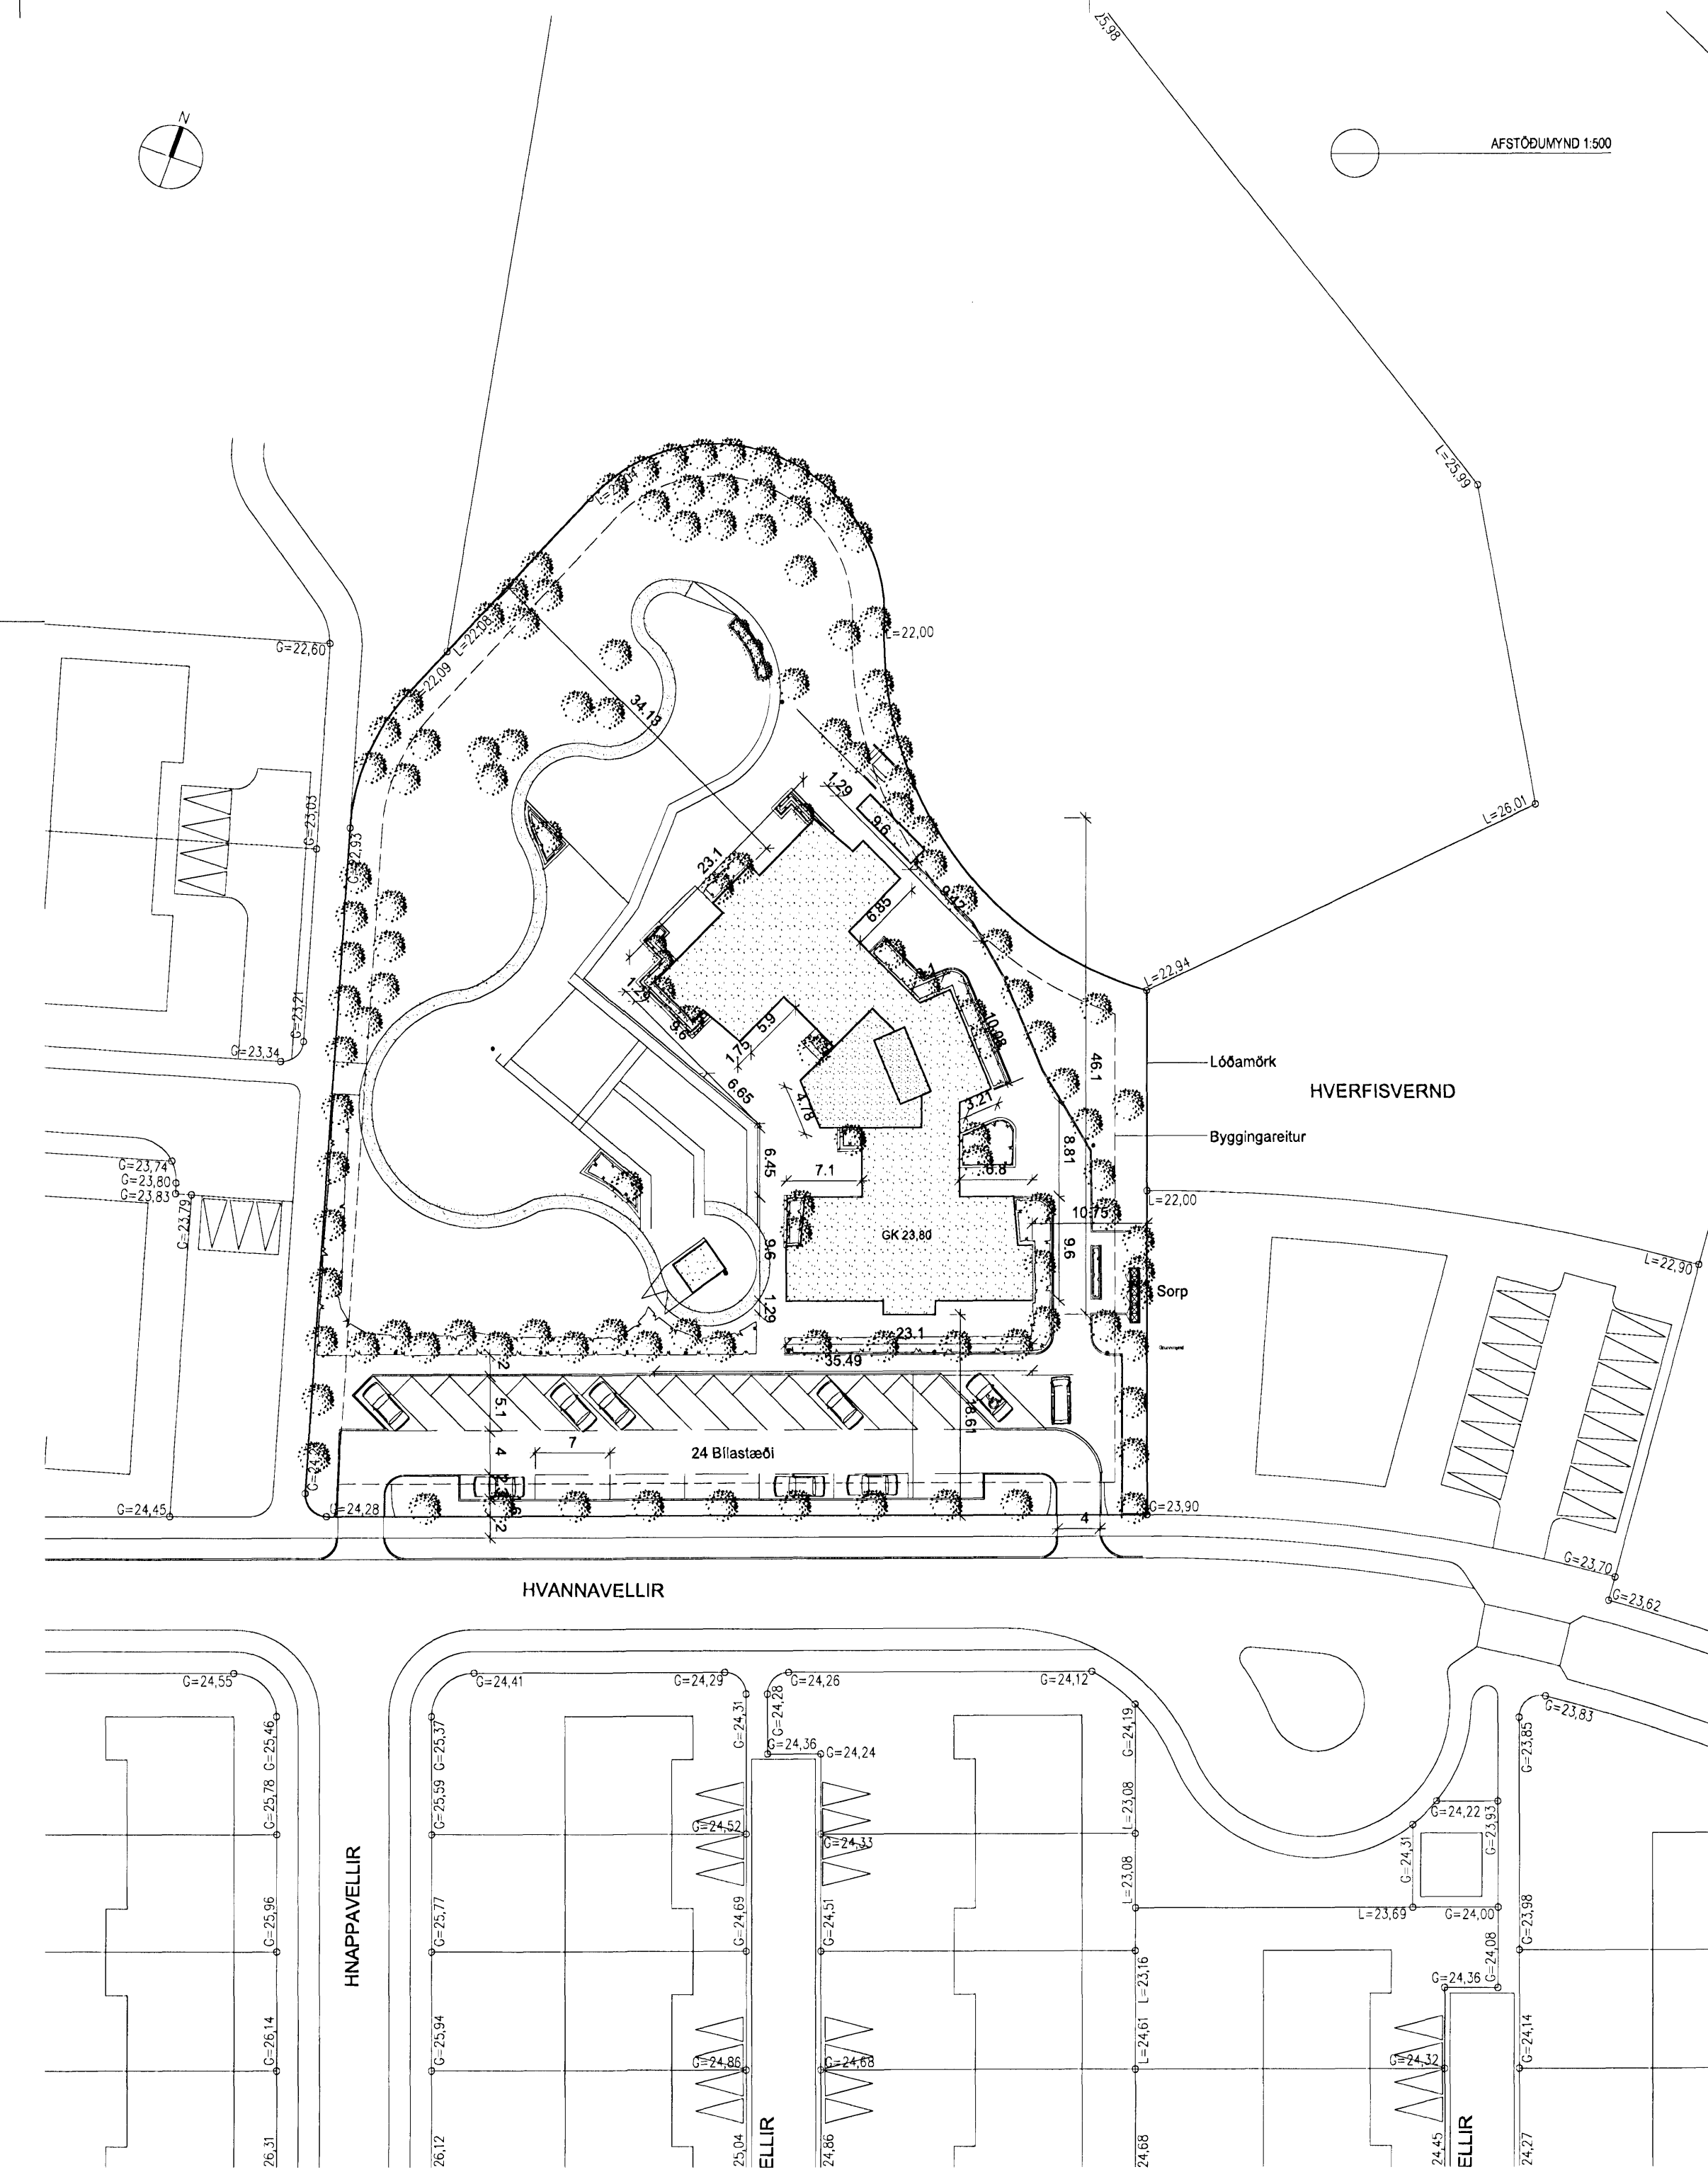 25,98
N
AFSTÖÐUMYND 1:500
L=25,99
L=22,00
G=22,60
L=22,08
L=22,09
34.13
1.29
9.6
L=26,01
G=23,03
G=22,93
23.1
9.42
6.85
L=22,94
G=23,21
G=23,34
5.9
1.75
9.6
10.98
46.1
Lóðamörk
HVERFISVERND
6.65
4.78
3.21
Byggingareitur
8.81
G=23,74
G=23,80
G=23,83
G=23,79
6.45
7.1
6.8
L=22,00
10.75
GK 23,80
9.6
9.6
L=22,90
Sorp
1.29
23.1
35.49
2
5.1
18.61
4
7
24 Bílastæði
G=24,45
G=24,28
2
4
G=23,90
G=23,70
G=23,62
HVANNAVELLIR
G=24,55
G=24,41
G=24,29
G=24,26
G=24,12
G=23,83
G=25,46
G=25,37
G=24,31
G=24,28
G=24,19
G=23,85
G=24,36
G=24,24
G=25,78
G=25,59
L=23,08
G=24,22
G=23,93
G=24,52
G=24,33
G=24,31
HNAPPAVELLIR
L=23,08
L=23,69
G=24,00
G=25,96
G=25,77
G=24,69
G=24,51
G=23,98
G=24,08
L=23,16
G=24,36
G=26,14
G=25,94
L=24,61
G=24,14
G=24,86
G=24,68
G=24,32
26,31
26,12
25,04
ELLIR
24,86
24,68
24,45
ELLIR
24,27